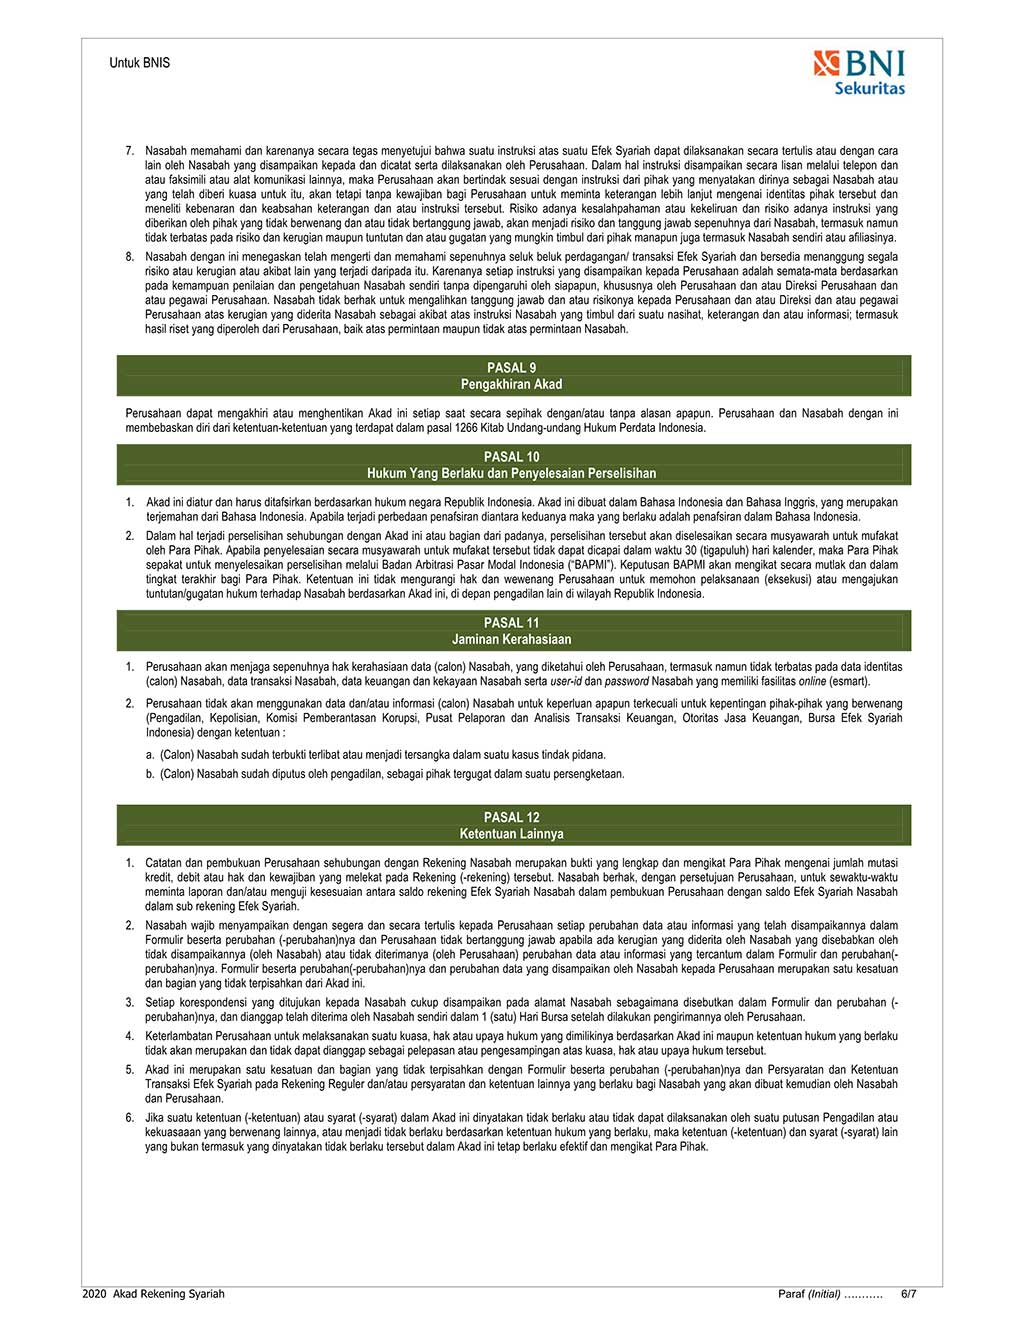 Untuk BNIS
BNI
Sekuritas
7. Nasabah memahami dan karenanya secara tegas menyetujui bahwa suatu instruksi atas suatu Efek Syariah dapat dilaksanakan secara tertulis atau dengan cara
lain oleh Nasabah yang disampaikan kepada dan dicatat serta dilaksanakan oleh Perusahaan. Dalam hal instruksi disampaikan secara lisan melalui telepon dan
atau faksimili atau alat komunikasi lainnya, maka Perusahaan akan bertindak sesuai dengan instruksi dari pihak yang menyatakan dirinya sebagai Nasabah atau
yang telah diberi kuasa untuk itu, akan tetapi tanpa kewajiban bagi Perusahaan untuk meminta keterangan lebih lanjut mengenai identitas pihak tersebut dan
meneliti kebenaran dan keabsahan keterangan dan atau instruksi tersebut. Risiko adanya kesalahpahaman atau kekeliruan dan risiko adanya instruksi yang
diberikan oleh pihak yang tidak berwenang dan atau tidak bertanggung jawab, akan menjadi risiko dan tanggung jawab sepenuhnya dari Nasabah, termasuk namun
tidak terbatas pada risiko dan kerugian maupun tuntutan dan atau gugatan yang mungkin timbul dari pihak manapun juga termasuk Nasabah sendiri atau afiliasinya.
8. Nasabah dengan ini menegaskan telah mengerti dan memahami sepenuhnya seluk beluk perdagangan/ transaksi Efek Syariah dan bersedia menanggung segala
risiko atau kerugian atau akibat lain yang terjadi daripada itu. Karenanya setiap instruksi yang disampaikan kepada Perusahaan adalah semata-mata berdasarkan
pada kemampuan penilaian dan pengetahuan Nasabah sendiri tanpa dipengaruhi oleh siapapun, khususnya oleh Perusahaan dan atau Direksi Perusahaan dan
atau pegawai Perusahaan. Nasabah tidak berhak untuk mengalihkan tanggung jawab dan atau risikonya kepada Perusahaan dan atau Direksi dan atau pegawai
Perusahaan atas kerugian yang diderita Nasabah sebagai akibat atas instruksi Nasabah yang timbul dari suatu nasihat, keterangan dan atau informasi; termasuk
hasil riset yang diperoleh dari Perusahaan, baik atas permintaan maupun tidak atas permintaan Nasabah.
PASAL 9
Pengakhiran Akad
Perusahaan dapat mengakhiri atau menghentikan Akad ini setiap saat secara sepihak dengan/atau tanpa alasan apapun. Perusahaan dan Nasabah dengan ini
membebaskan diri dari ketentuan-ketentuan yang terdapat dalam pasal 1266 Kitab Undang-undang Hukum Perdata Indonesia.
PASAL 10
Hukum Yang Berlaku dan Penyelesaian Perselisihan
1. Akad ini diatur dan harus ditafsirkan berdasarkan hukum negara Republik Indonesia. Akad ini dibuat dalam Bahasa Indonesia dan Bahasa Inggris, yang merupakan
terjemahan dari Bahasa Indonesia. Apabila terjadi perbedaan penafsiran diantara keduanya maka yang berlaku adalah penafsiran dalam Bahasa Indonesia.
2. Dalam hal terjadi perselisihan sehubungan dengan Akad ini atau bagian dari padanya, perselisihan tersebut akan diselesaikan secara musyawarah untuk mufakat
oleh Para Pihak. Apabila penyelesaian secara musyawarah untuk mufakat tersebut tidak dapat dicapai dalam waktu 30 (tigapuluh) hari kalender, maka Para Pihak
sepakat untuk menyelesaikan perselisihan melalui Badan Arbitrasi Pasar Modal Indonesia (“BAPMI”). Keputusan BAPMI akan mengikat secara mutlak dan dalam
tingkat terakhir bagi Para Pihak. Ketentuan ini tidak mengurangi hak dan wewenang Perusahaan untuk memohon pelaksanaan (eksekusi) atau mengajukan
tuntutan/gugatan hukum terhadap Nasabah berdasarkan Akad ini, di depan pengadilan lain di wilayah Republik Indonesia.
PASAL 11
Jaminan Kerahasiaan
1. Perusahaan akan menjaga sepenuhnya hak kerahasiaan data (calon) Nasabah, yang diketahui oleh Perusahaan, termasuk namun tidak terbatas pada data identitas
(calon) Nasabah, data transaksi Nasabah, data keuangan dan kekayaan Nasabah serta user-id dan password Nasabah yang memiliki fasilitas online (esmart).
2. Perusahaan tidak akan menggunakan data dan/atau informasi (calon) Nasabah untuk keperluan apapun terkecuali untuk kepentingan pihak-pihak yang berwenang
(Pengadilan, Kepolisian, Komisi Pemberantasan Korupsi, Pusat Pelaporan dan Analisis Transaksi Keuangan, Otoritas Jasa Keuangan, Bursa Efek Syariah
Indonesia) dengan ketentuan :
a. (Calon) Nasabah sudah terbukti terlibat atau menjadi tersangka dalam suatu kasus tindak pidana.
b. (Calon) Nasabah sudah diputus oleh pengadilan, sebagai pihak tergugat dalam suatu persengketaan.
PASAL 12
Ketentuan Lainnya
1. Catatan dan pembukuan Perusahaan sehubungan dengan Rekening Nasabah merupakan bukti yang lengkap dan mengikat Para Pihak mengenai jumlah mutasi
kredit, debit atau hak dan kewajiban yang melekat pada Rekening (-rekening) tersebut. Nasabah berhak, dengan persetujuan Perusahaan, untuk sewaktu-waktu
meminta laporan dan/atau menguji kesesuaian antara saldo rekening Efek Syariah Nasabah dalam pembukuan Perusahaan dengan saldo Efek Syariah Nasabah
dalam sub rekening Efek Syariah.
2. Nasabah wajib menyampaikan dengan segera dan secara tertulis kepada Perusahaan setiap perubahan data atau informasi yang telah disampaikannya dalam
Formulir beserta perubahan (-perubahan)nya dan Perusahaan tidak bertanggung jawab apabila ada kerugian yang diderita oleh Nasabah yang disebabkan oleh
tidak disampaikannya (oleh Nasabah) atau tidak diterimanya (oleh Perusahaan) perubahan data atau informasi yang tercantum dalam Formulir dan perubahan(-
perubahan)nya. Formulir beserta perubahan(-perubahan)nya dan perubahan data yang disampaikan oleh Nasabah kepada Perusahaan merupakan satu kesatuan
dan bagian yang tidak terpisahkan dari Akad ini.
3. Setiap korespondensi yang ditujukan kepada Nasabah cukup disampaikan pada alamat Nasabah sebagaimana disebutkan dalam Formulir dan perubahan (-
perubahan)nya, dan dianggap telah diterima oleh Nasabah sendiri dalam 1 (satu) Hari Bursa setelah dilakukan pengirimannya oleh Perusahaan.
4. Keterlambatan Perusahaan untuk melaksanakan suatu kuasa, hak atau upaya hukum yang dimilikinya berdasarkan Akad ini maupun ketentuan hukum yang berlaku
tidak akan merupakan dan tidak dapat dianggap sebagai pelepasan atau pengesampingan atas kuasa, hak atau upaya hukum tersebut.
5. Akad ini merupakan satu kesatuan dan bagian yang tidak terpisahkan dengan Formulir beserta perubahan (-perubahan)nya dan Persyaratan dan Ketentuan
Transaksi Efek Syariah pada Rekening Reguler dan/atau persyaratan dan ketentuan lainnya yang berlaku bagi Nasabah yang akan dibuat kemudian oleh Nasabah
dan Perusahaan.
6. Jika suatu ketentuan (-ketentuan) atau syarat (-syarat) dalam Akad ini dinyatakan tidak berlaku atau tidak dapat dilaksanakan oleh suatu putusan Pengadilan atau
kekuasaaan yang berwenang lainnya, atau menjadi tidak berlaku berdasarkan ketentuan hukum yang berlaku, maka ketentuan (-ketentuan) dan syarat (-syarat) lain
yang bukan termasuk yang dinyatakan tidak berlaku tersebut dalam Akad ini tetap berlaku efektif dan mengikat Para Pihak.
2020 Akad Rekening Syariah
Paraf (Initial) ........... 6/7